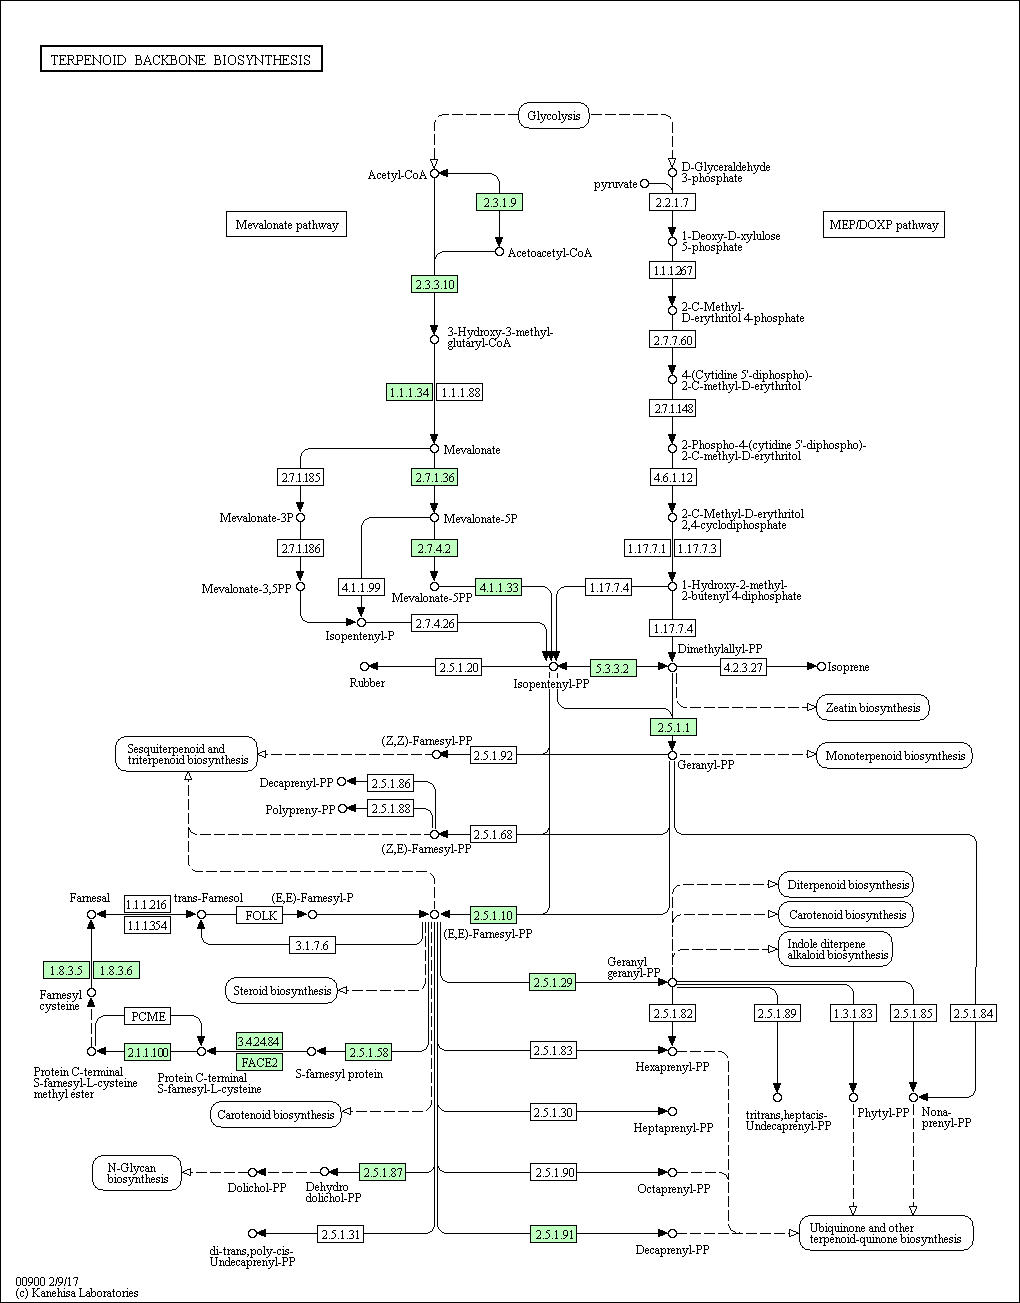 TERPENOID BACKBONE BIOSYNTHESIS
Glycolysis
Acetyl-CoA
D-Glyceraldehyde
3-phosphate
pyruvate
2.3.1.9
2.2.1.7
Mevalonate pathway
MEP/DOXP pathway
1-Deoxy-D-xylulose
5-phosphate
Acetoacetyl-CoA
1.1.1.267
2.3.3.10
2-C-Methyl-
D-erythritol 4-phosphate
3-Hydroxy-3-methyl-
glutaryl-CoA
2.7.7.60
4-(Cytidine 5'-diphospho)-
2-C-methyl-D-erythritol
1.1.1.34
1.1.1.88
2.7.1.148
Mevalonate
2-Phospho-4-(cytidine 5'-diphospho)-
2-C-methyl-D-erythritol
2.7.1.185
2.7.1.36
4.6.1.12
Mevalonate-3P
Mevalonate-5P
2-C-Methyl-D-erythritol
2,4-cyclodiphosphate
2.7.1.186
2.7.4.2
1.17.7.1
1.17.7.3
Mevalonate-3,5PP
4.1.1.99
Mevalonate-5PP
4.1.1.33
1.17.7.4
1-Hydroxy-2-methyl-
2-butenyl 4-diphosphate
Isopentenyl-P
2.7.4.26
1.17.7.4
Dimethylallyl-PP
Rubber
2.5.1.20
Isopentenyl-PP
5.3.3.2
4.2.3.27
Isoprene
Zeatin biosynthesis
2.5.1.1
Sesquiterpenoid and
triterpenoid biosynthesis
(Z,Z)-Farnesyl-PP
2.5.1.92
Geranyl-PP
Monoterpenoid biosynthesis
Decaprenyl-PP
2.5.1.86
Polypreny-PP
2.5.1.88
2.5.1.68
(Z,E)-Farnesyl-PP
Diterpenoid biosynthesis
Farnesal
1.1.1.216
1.1.1.354
trans-Farnesol
FOLK
(E,E)-Farnesyl-P
2.5.1.10
(E,E)-Farnesyl-PP
Carotenoid biosynthesis
3.1.7.6
Indole diterpene
alkaloid biosynthesis
1.8.3.5
1.8.3.6
Geranyl
geranyl-PP
Farnesyl
cysteine
Steroid biosynthesis
2.5.1.29
PCME
2.5.1.82
2.5.1.89
1.3.1.83
2.5.1.85
2.5.1.84
2.1.1.100
3.4.24.84
FACE2
2.5.1.58
2.5.1.83
Protein C-terminal
S-farnesyl-L-cysteine
methyl ester
Protein C-terminal
S-farnesyl-L-cysteine
S-farnesyl protein
Hexaprenyl-PP
Carotenoid biosynthesis
2.5.1.30
Heptaprenyl-PP
tritrans,heptacis-
Undecaprenyl-PP
Phytyl-PP
Nona-
prenyl-PP
N-Glycan
biosynthesis
Dolichol-PP
Dehydro
dolichol-PP
2.5.1.87
2.5.1.90
Octaprenyl-PP
di-trans,poly-cis-
Undecaprenyl-PP
2.5.1.31
2.5.1.91
Decaprenyl-PP
Ubiquinone and other
terpenoid-quinone biosynthesis
00900 2/9/17
(c) Kanehisa Laboratories